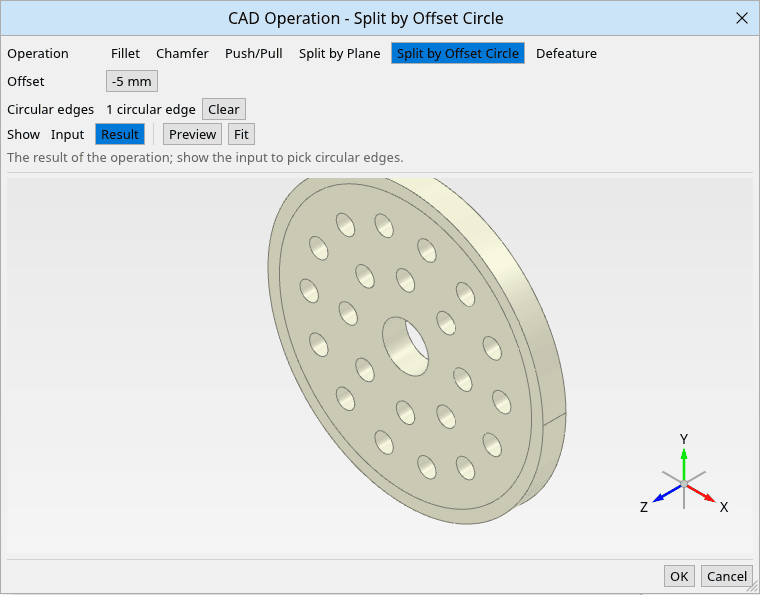 CAD Operation - Split by Offset Circle
Operation Fillet Chamfer Push/Pull Split by Plane Split by Offset Circle Defeature
Offset -5 mm
Circular edges 1 circular edge Clear
Show Input Result Preview Fit
The result of the operation; show the input to pick circular edges.
Y
Z X
OK Cancel